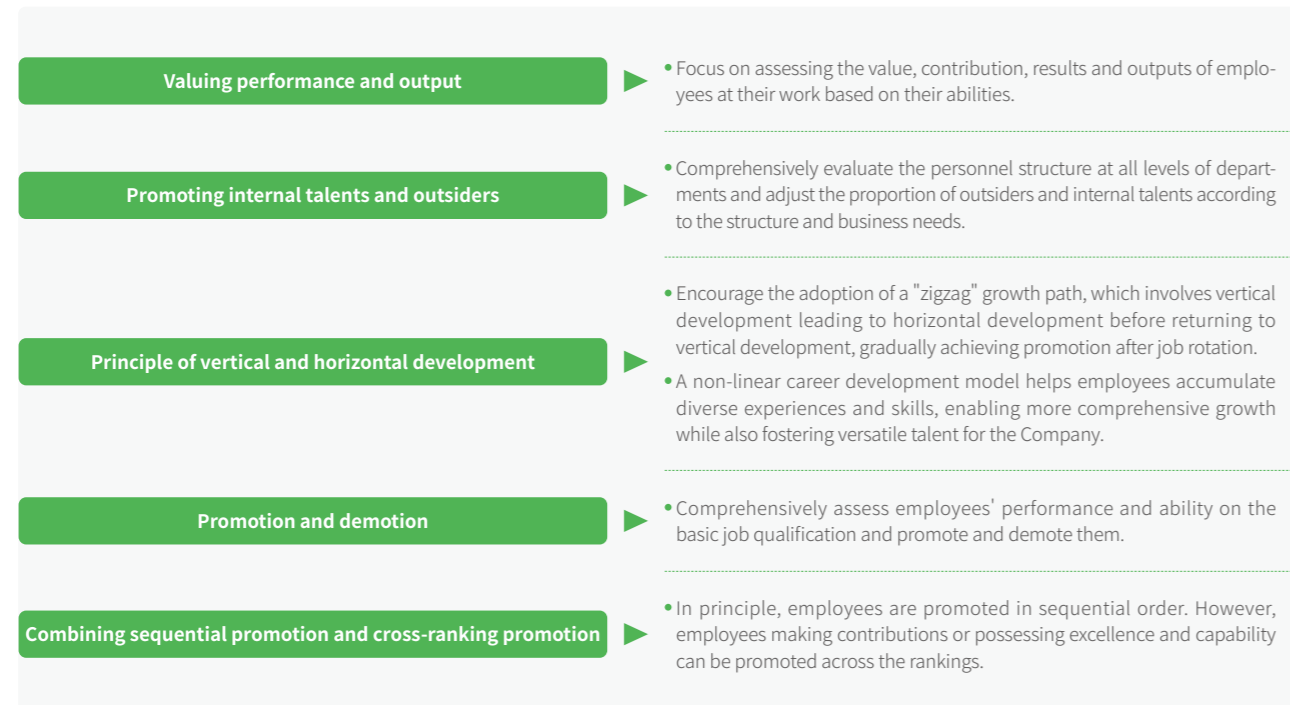 Valuing performance and output
• Focus on assessing the value, contribution, results and outputs of emplo-
yees at their work based on their abilities.
Promoting internal talents and outsiders
• Comprehensively evaluate the personnel structure at all levels of depart-
ments and adjust the proportion of outsiders and internal talents according
to the structure and business needs.
Principle of vertical and horizontal development
• Encourage the adoption of a "zigzag" growth path, which involves vertical
development leading to horizontal development before returning to
vertical development, gradually achieving promotion after job rotation.
• A non-linear career development model helps employees accumulate
diverse experiences and skills, enabling more comprehensive growth
while also fostering versatile talent for the Company.
Promotion and demotion
• Comprehensively assess employees' performance and ability on the
basic job qualification and promote and demote them.
Combining sequential promotion and cross-ranking promotion
• In principle, employees are promoted in sequential order. However,
employees making contributions or possessing excellence and capability
can be promoted across the rankings.